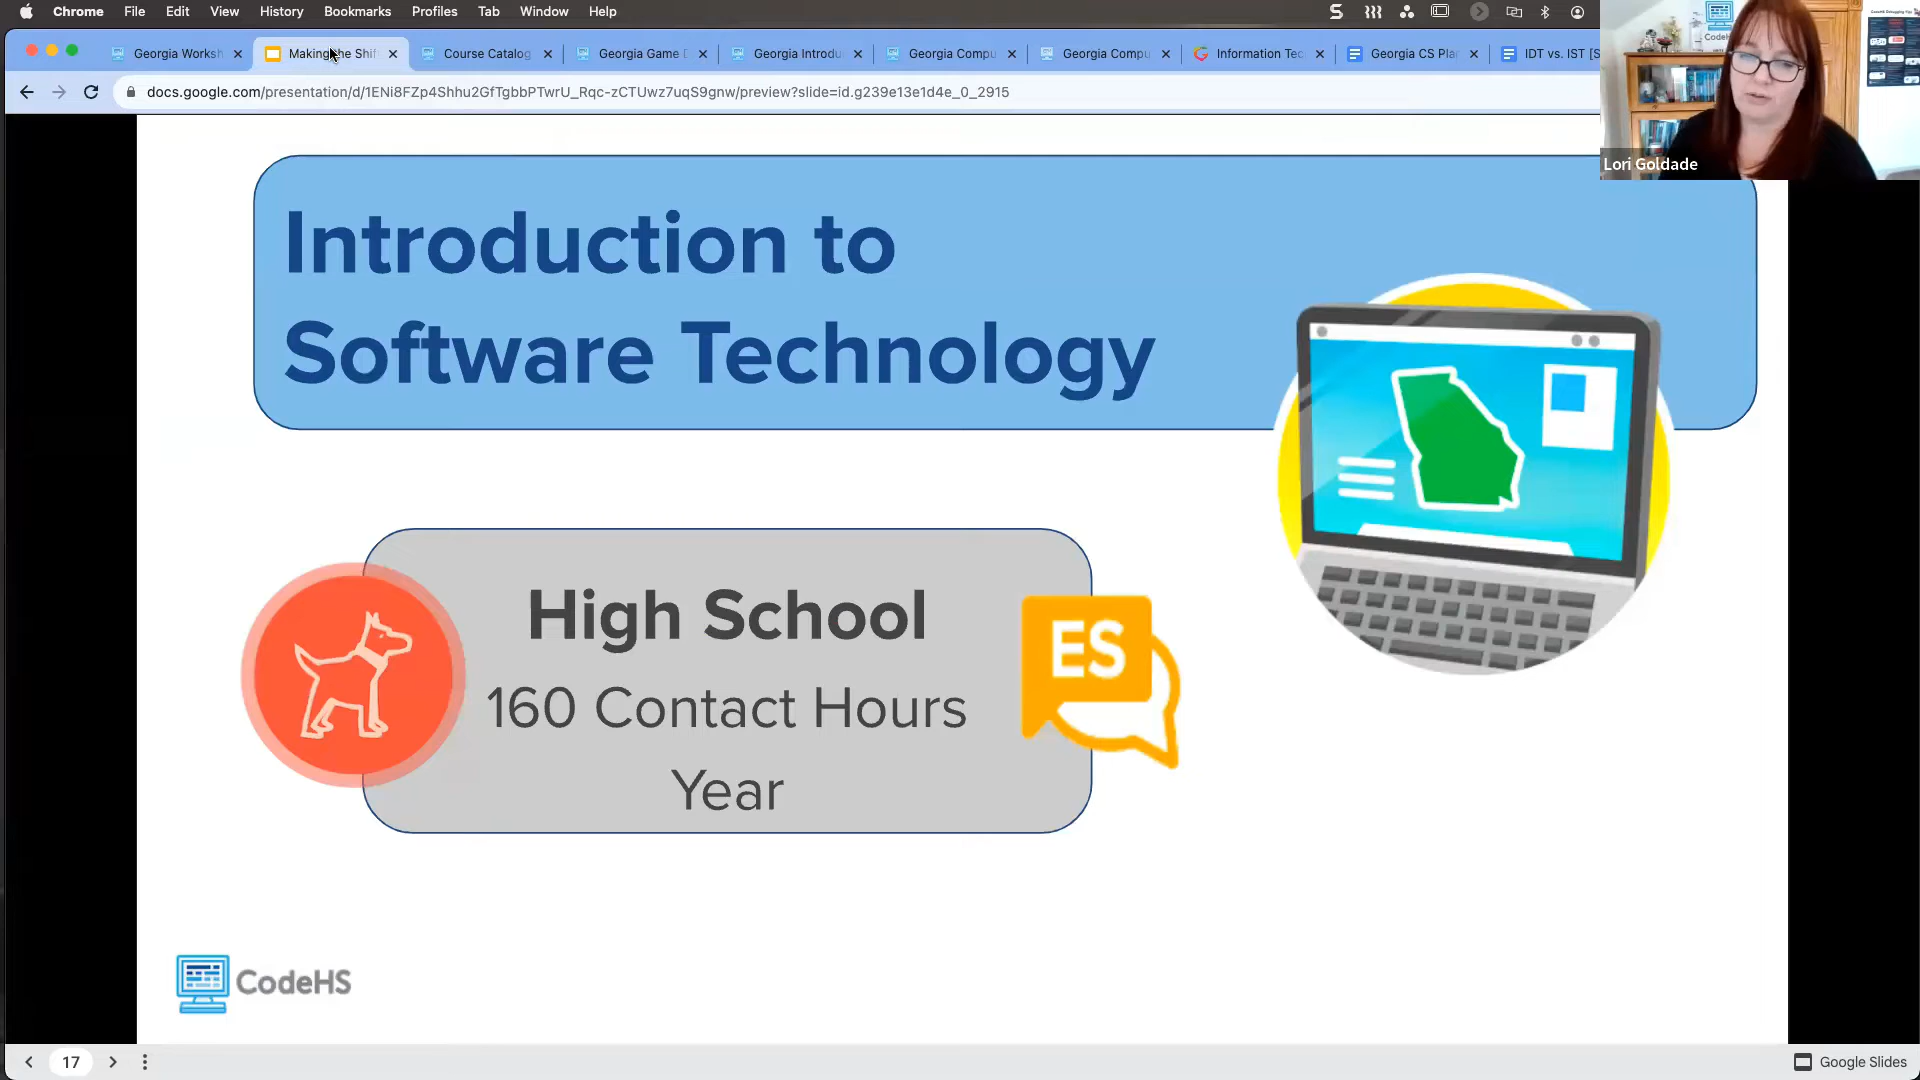 Chrome File Edit View History Bookmarks Profiles Tab Window Help
Georgia Worksh
Making the Shif
Course Catalog
Georgia Game D
Georgia Introdu
Georgia Compu
Georgia Compu
Information Tec
Georgia CS Pla
IDT vs. IST [S
docs.google.com/presentation/d/1ENi8FZp4Shhu2GfTgbbPTwrU_Rqc-zCTUwz7uqS9gnw/preview?slide=id.g239e13e1d4e_0_2915
Lori Goldade
Introduction to
Software Technology
High School
160 Contact Hours
Year
ES
CodeHS
17
Google Slides